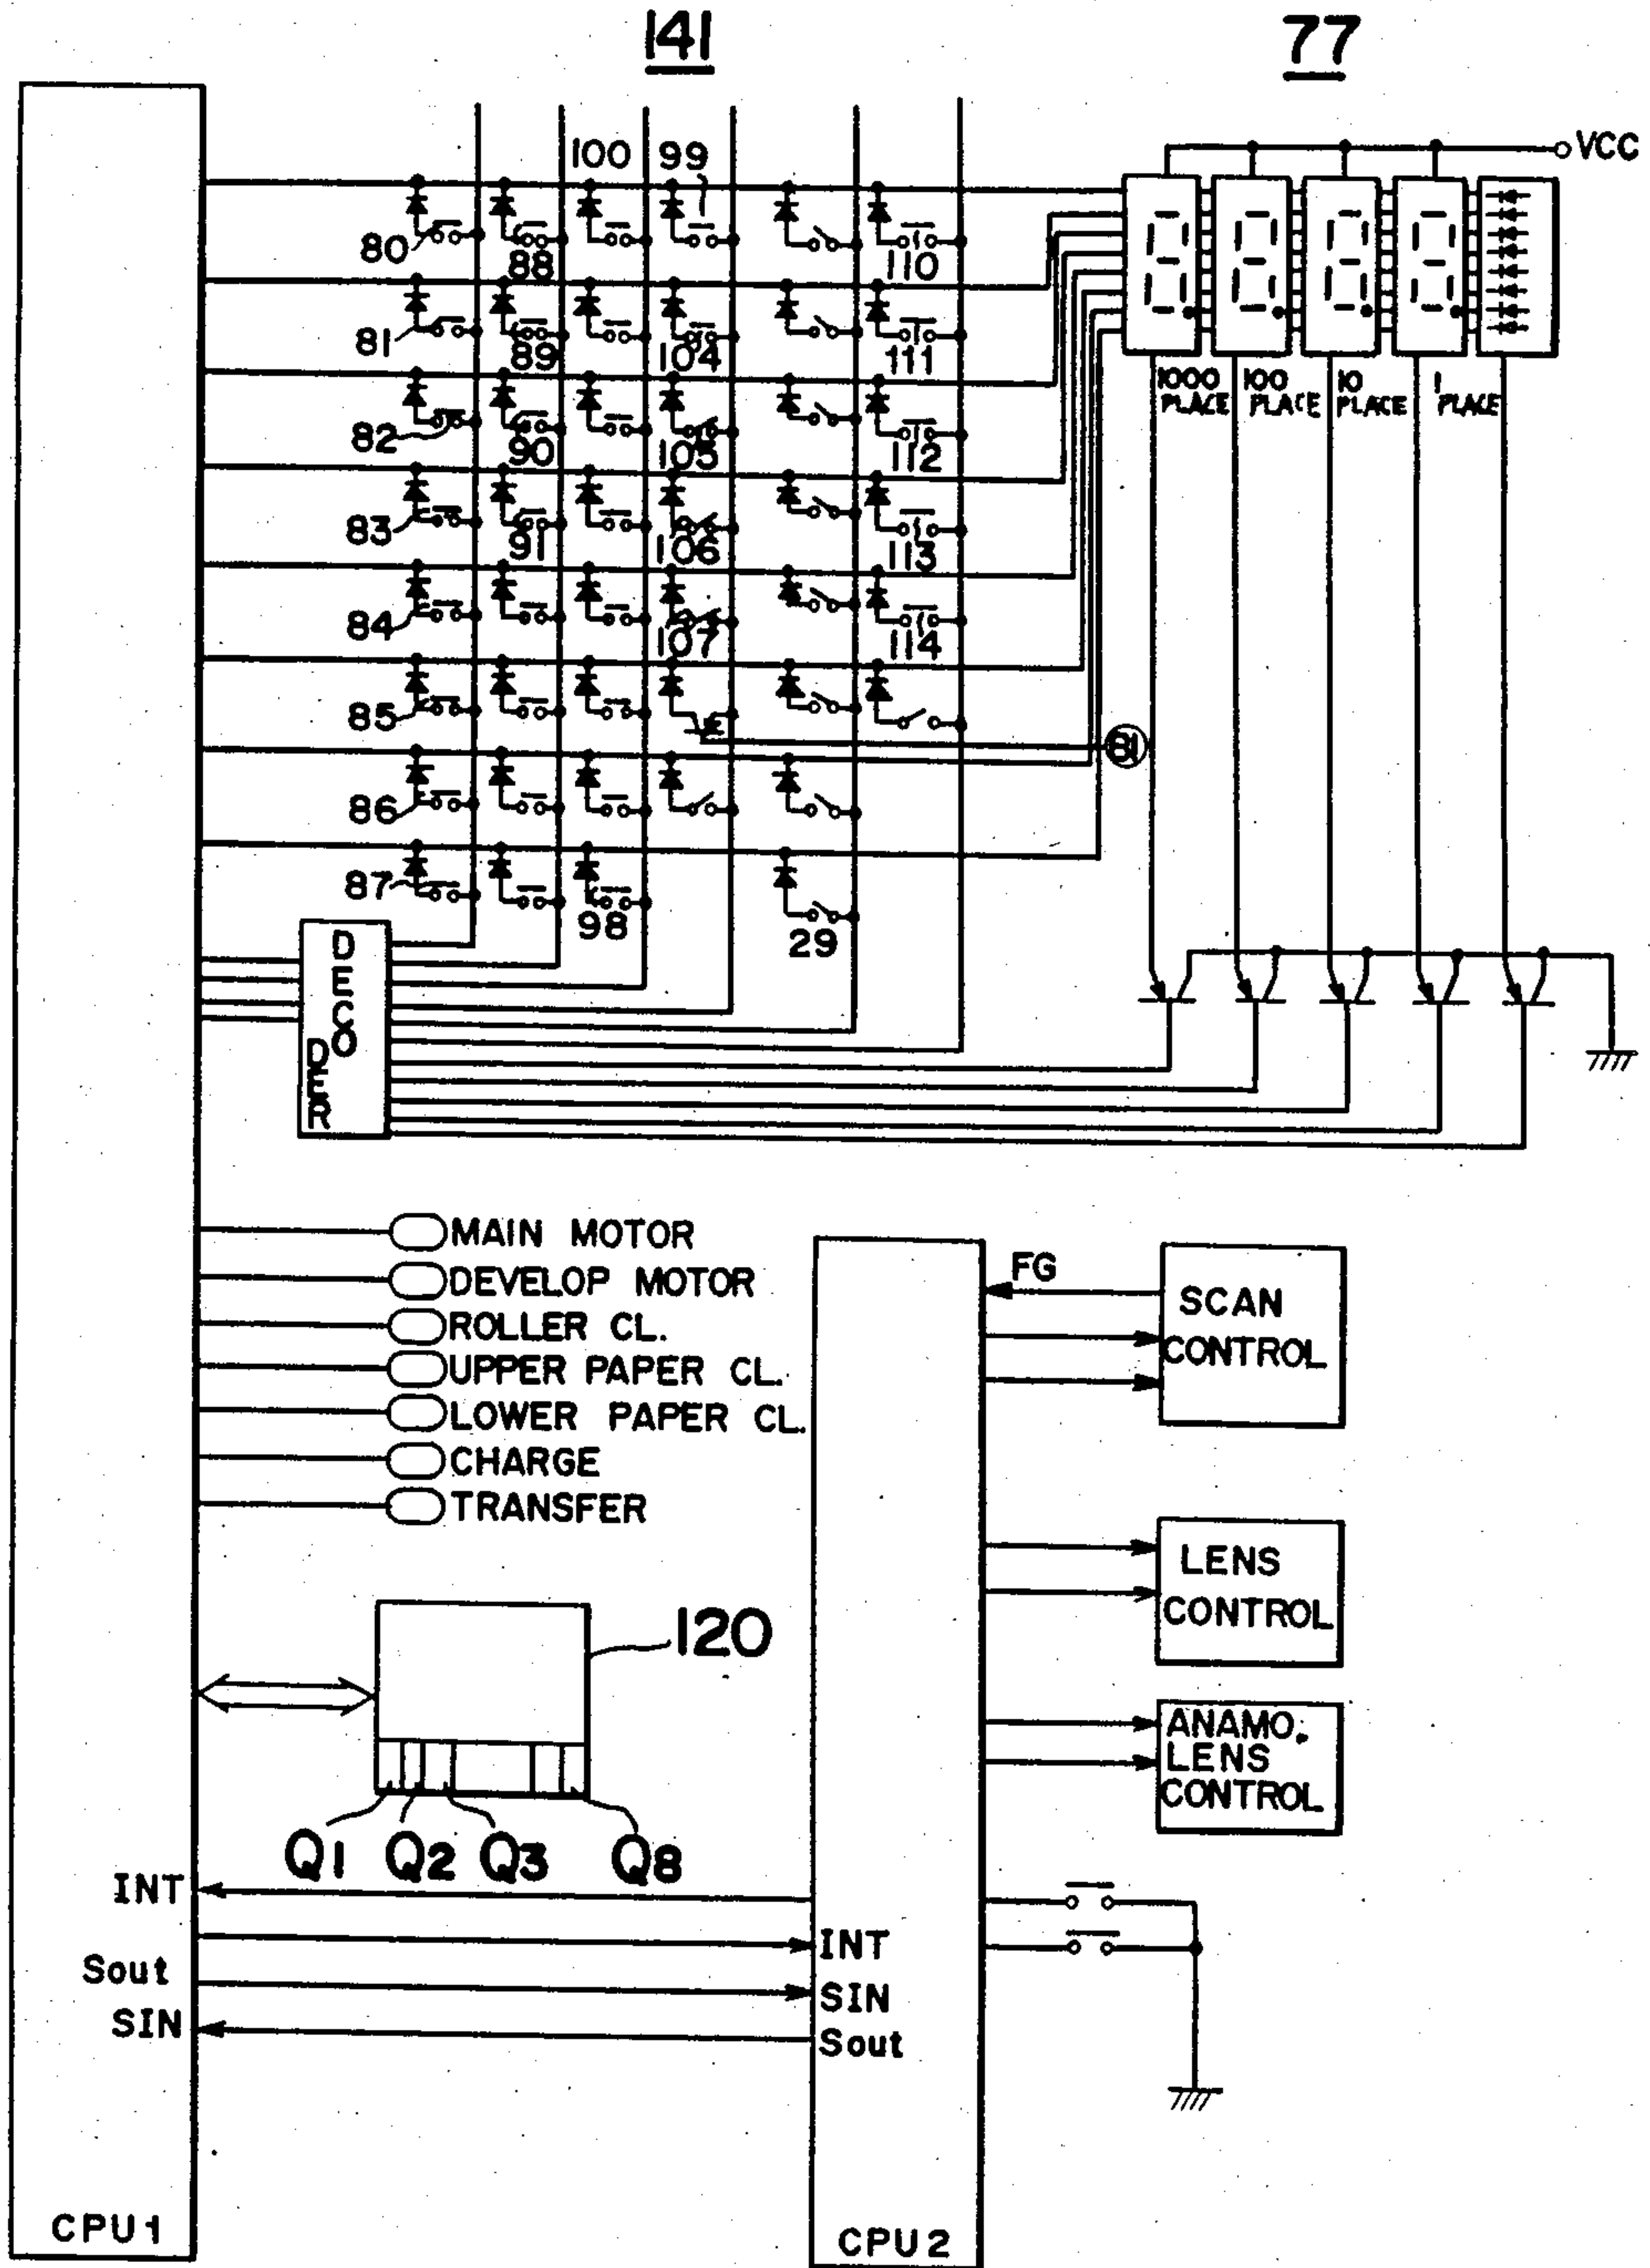 141
77
VCC
100 99
80
88
110
81
89
104
111
1000 PLACE
100 PLACE
10 PLACE
1 PLACE
82
90
105
112
83
91
106
113
84
107
114
85
81
86
87
98
29
DECODER
MAIN MOTOR
DEVELOP MOTOR
ROLLER CL.
UPPER PAPER CL.
LOWER PAPER CL.
CHARGE
TRANSFER
FG
SCAN
CONTROL
LENS
CONTROL
120
ANAMO.
LENS
CONTROL
Q1 Q2 Q3 Q8
INT
INT
Sout
SIN
SIN
Sout
CPU1
CPU2